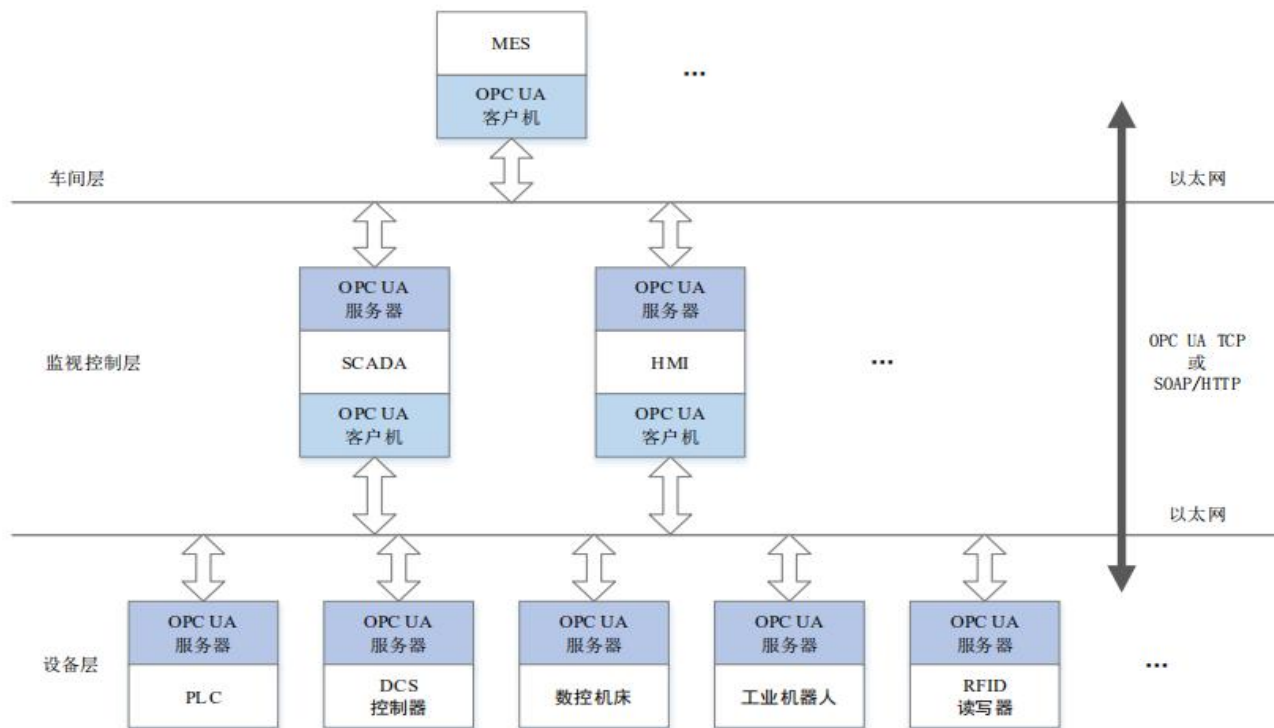 MES
...
OPC UA
客户机
车间层
以太网
OPC UA
服务器
OPC UA
服务器
监视控制层
SCADA
HMI
...
OPC UA TCP
或
SOAP/HTTP
OPC UA
客户机
OPC UA
客户机
以太网
OPC UA
服务器
OPC UA
服务器
OPC UA
服务器
OPC UA
服务器
OPC UA
服务器
设备层
...
PLC
DCS
控制器
数控机床
工业机器人
RFID
读写器